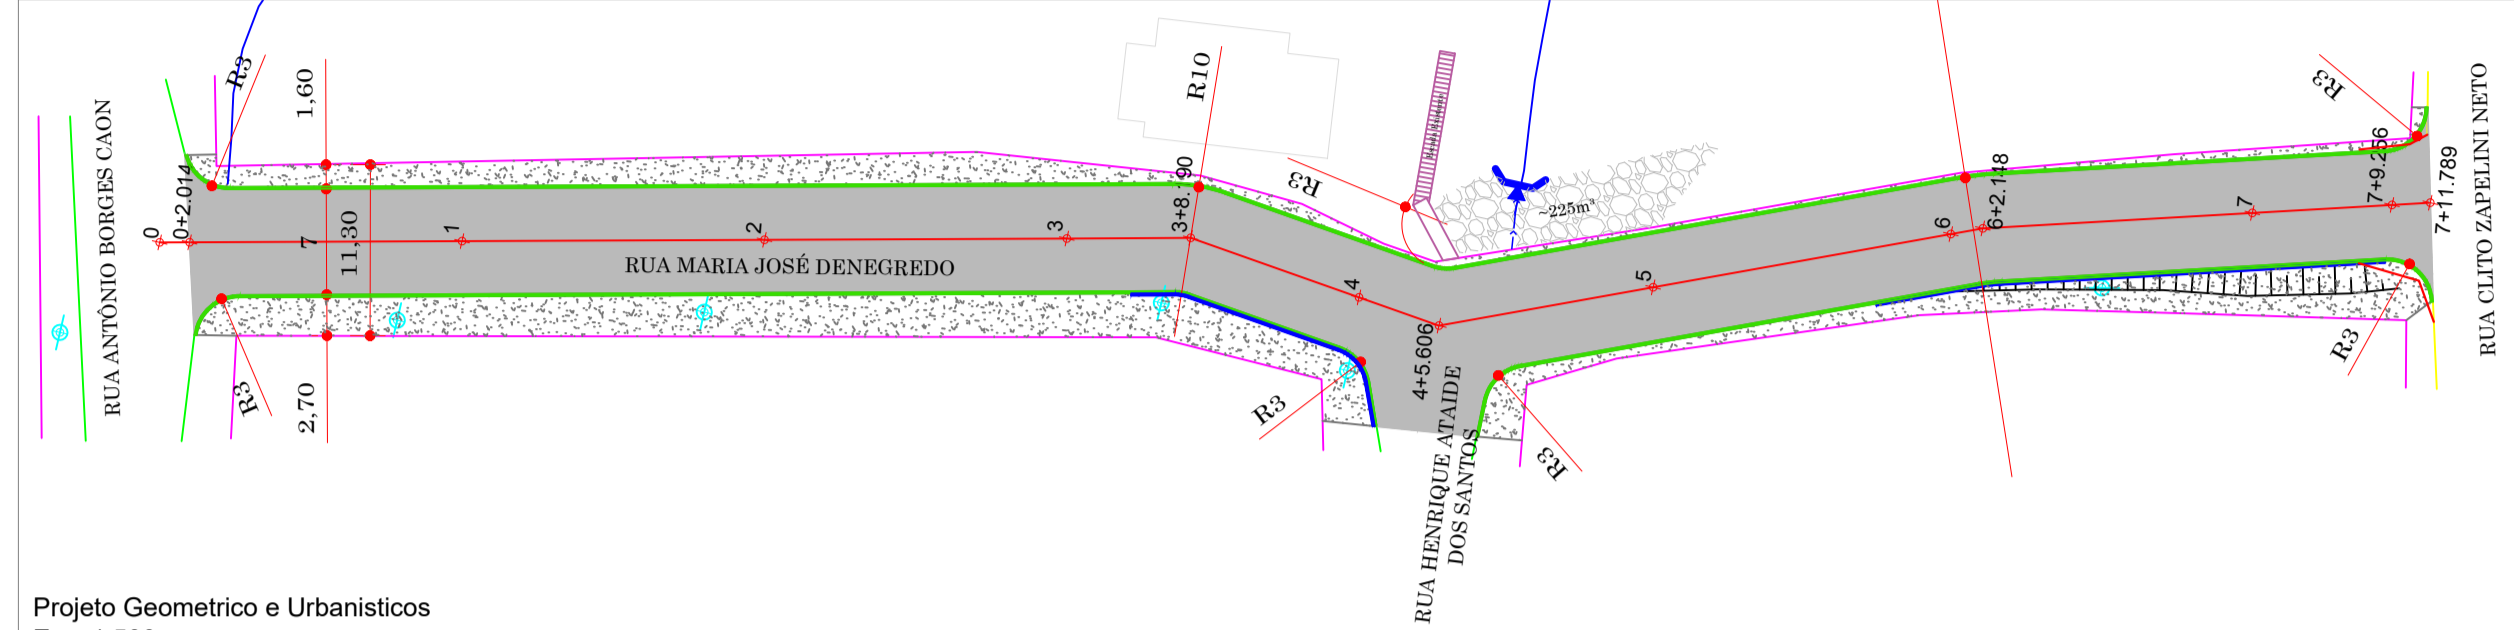 RUA ANTÔNIO BORGES CAON
0
0+2.014
R3
R3
1,60
7
11,30
2,70
1
2
3
RUA MARIA JOSÉ DENEGREDO
R10
R3
R3
4
4+5.606
RUA HENRIQUE ATAIDE
DOS SANTOS
~225m³
R3
5
6
6+2.148
7
7+9.256
7+11.789
R3
R3
RUA CLITO ZAPELINI NETO
Projeto Geometrico e Urbanisticos